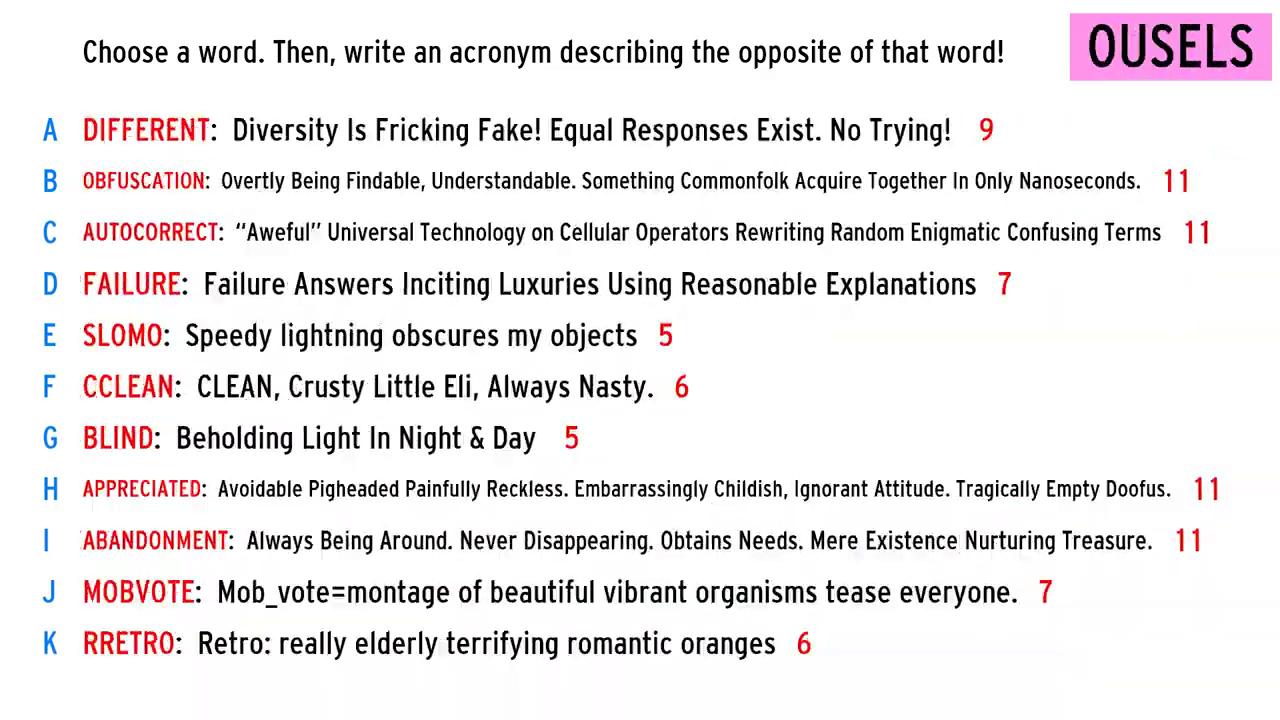 Choose a word. Then, write an acronym describing the opposite of that word!
OUSELS
A DIFFERENT: Diversity Is Fricking Fake! Equal Responses Exist. No Trying! 9
B OBFUSCATION: Overtly Being Findable, Understandable. Something Commonfolk Acquire Together In Only Nanoseconds. 11
C AUTOCORRECT: “Aweful” Universal Technology on Cellular Operators Rewriting Random Enigmatic Confusing Terms 11
D FAILURE: Failure Answers Inciting Luxuries Using Reasonable Explanations 7
E SLOMO: Speedy lightning obscures my objects 5
F CCLEAN: CLEAN, Crusty Little Eli, Always Nasty. 6
G BLIND: Beholding Light In Night & Day 5
H APPRECIATED: Avoidable Pigheaded Painfully Reckless. Embarrassingly Childish, Ignorant Attitude. Tragically Empty Doofus. 11
I ABANDONMENT: Always Being Around. Never Disappearing. Obtains Needs. Mere Existence Nurturing Treasure. 11
J MOBVOTE: Mob_vote=montage of beautiful vibrant organisms tease everyone. 7
K RRETRO: Retro: really elderly terrifying romantic oranges 6